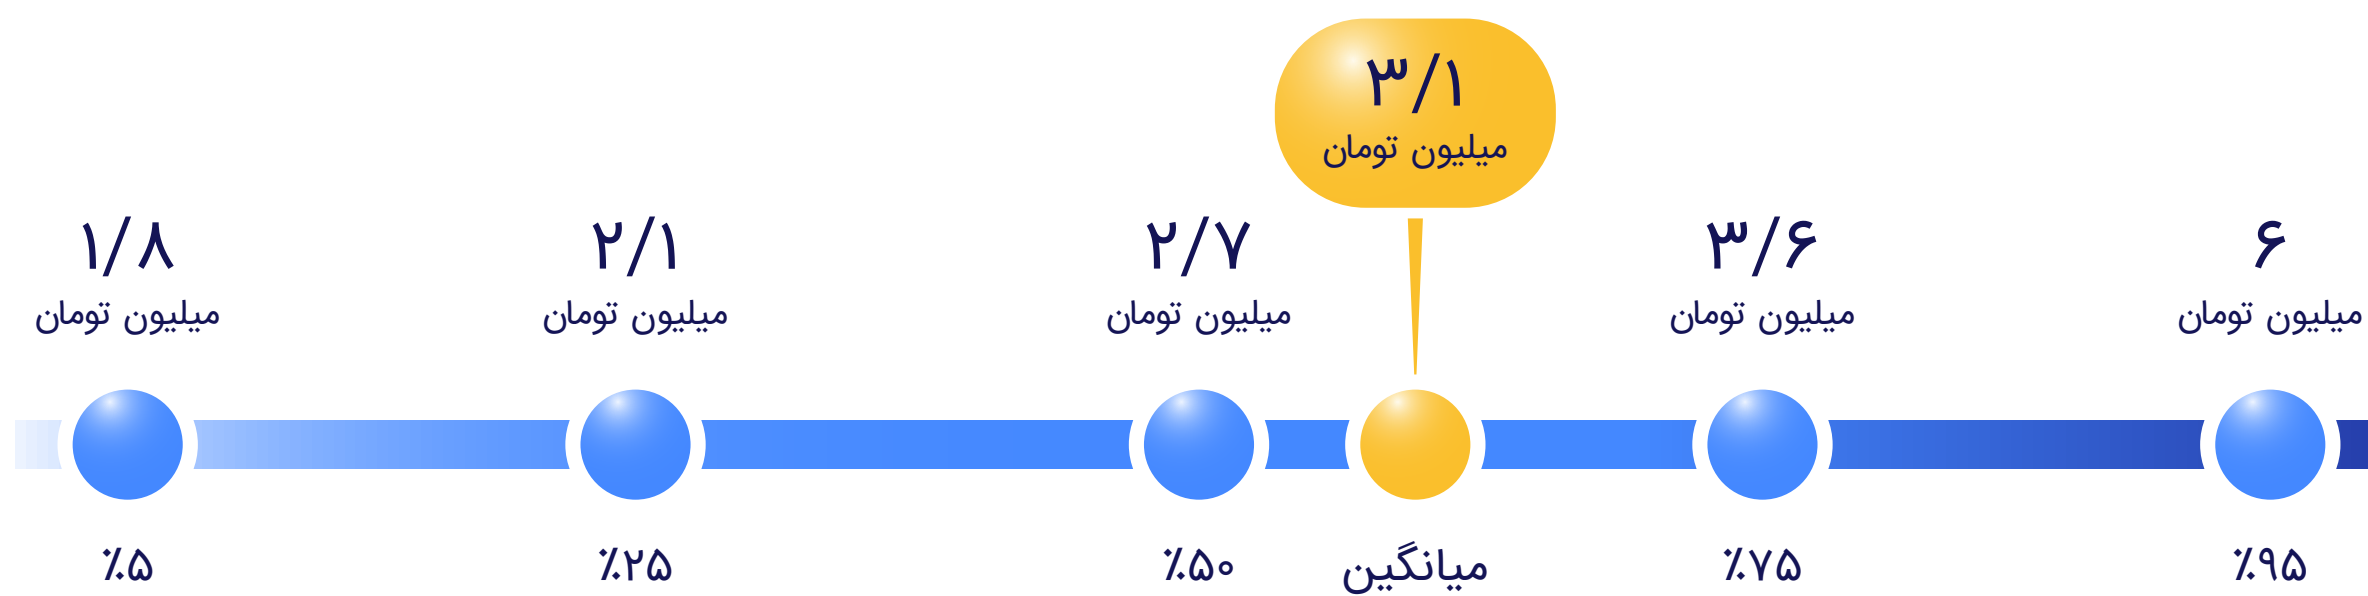 ۳/۱
میلیون تومان
۱/۸
میلیون تومان
۲/۱
میلیون تومان
۲/۷
میلیون تومان
۳/۶
میلیون تومان
۶
میلیون تومان
٪۵
٪۲۵
٪۵۰
میانگین
٪۷۵
٪۹۵